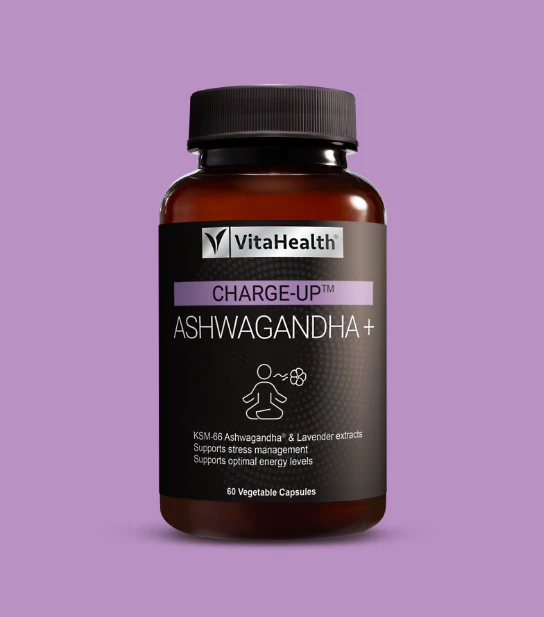 VitaHealth®
CHARGE-UP™
ASHWAGANDHA +
KSM-66 Ashwagandha® & Lavender extracts
Supports stress management
Supports optimal energy levels
60 Vegetable Capsules